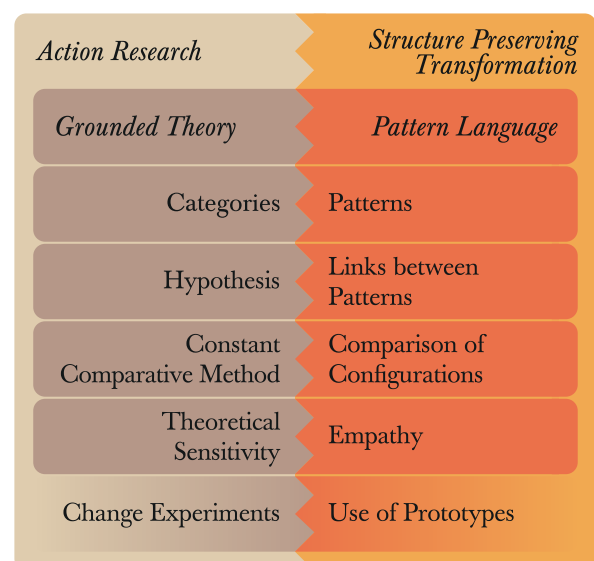 Action Research
Structure Preserving
Transformation
Grounded Theory
Pattern Language
Categories
Patterns
Hypothesis
Links between
Patterns
Constant
Comparative Method
Comparison of
Configurations
Theoretical
Sensitivity
Empathy
Change Experiments
Use of Prototypes